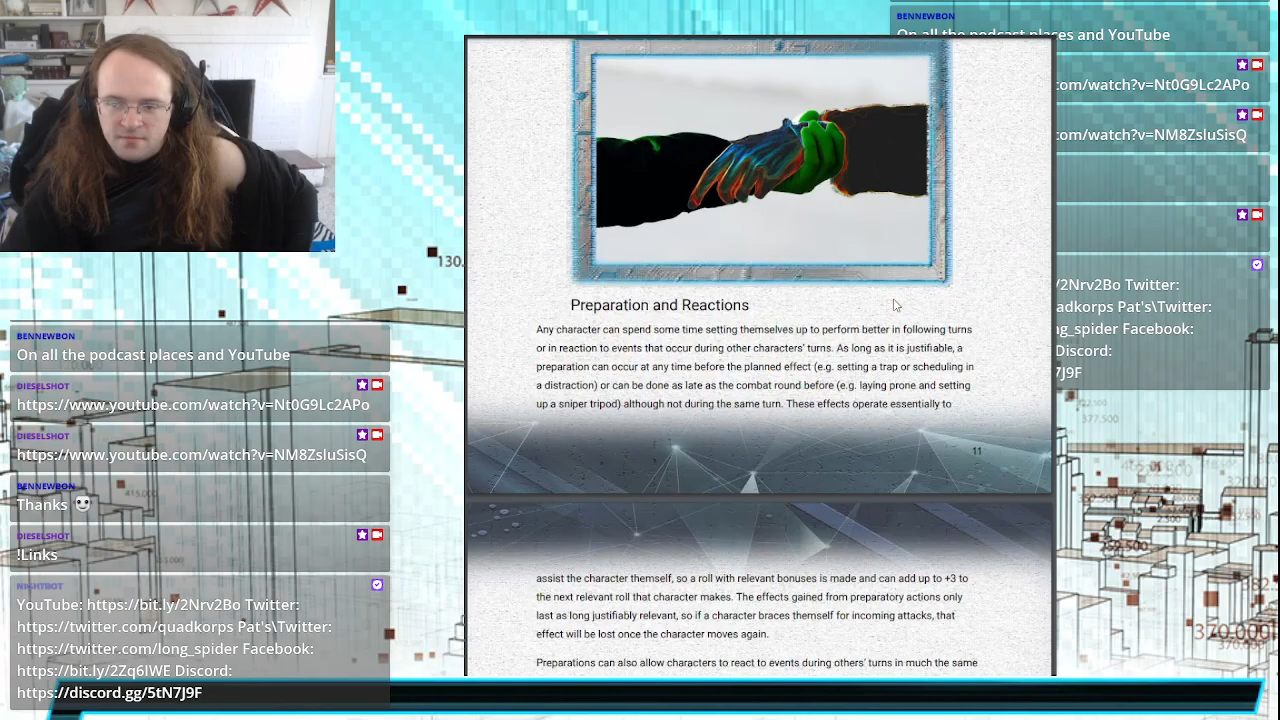 BENNEWBON
On all the podcast places and YouTube
DIESELSHOT
https://www.youtube.com/watch?v=Nt0G9Lc2APo
DIESELSHOT
https://www.youtube.com/watch?v=NM8ZsIuSisQ
BENNEWBON
Thanks
DIESELSHOT
!Links
NIGHTBOT
YouTube: https://bit.ly/2Nrv2Bo Twitter:
https://twitter.com/quadkorps Pat's\Twitter:
https://twitter.com/long_spider Facebook:
https://bit.ly/2Zq6lWE Discord:
https://discord.gg/5tN7J9F
Preparation and Reactions
Any character can spend some time setting themselves up to perform better in following turns
or in reaction to events that occur during other characters' turns. As long as it is justifiable, a
preparation can occur at any time before the planned effect (e.g. setting a trap or scheduling in
a distraction) or can be done as late as the combat round before (e.g. laying prone and setting
up a sniper tripod) although not during the same turn. These effects operate essentially to
11
assist the character themself, so a roll with relevant bonuses is made and can add up to +3 to
the next relevant roll that character makes. The effects gained from preparatory actions only
last as long justifiably relevant, so if a character braces themself for incoming attacks, that
effect will be lost once the character moves again.
Preparations can also allow characters to react to events during others' turns in much the same
BENNEWBON
On all the podcast places and YouTube
com/watch?v=Nt0G9Lc2APo
com/watch?v=NM8ZsIuSisQ
/2Nrv2Bo Twitter:
adkorps Pat's\Twitter:
ng_spider Facebook:
Discord:
7J9F
130.
415.000
377.500
370.000